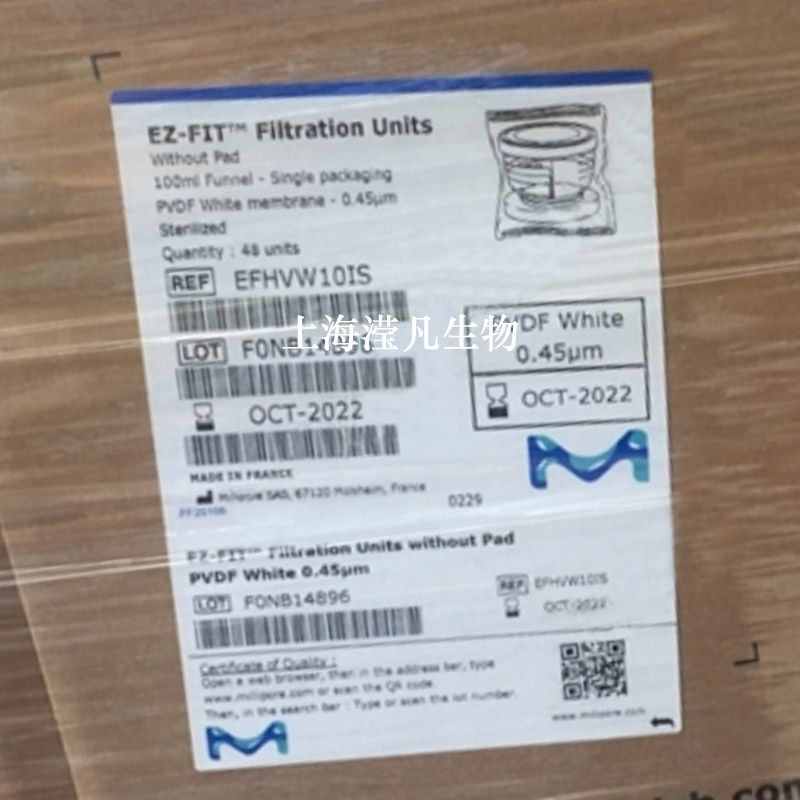 EZ-FIT™ Filtration Units
Without Pad
100ml Funnel - Single packaging
PVDF White membrane - 0.45µm
Sterilized
Quantity : 48 units
REF EFHVW10IS
上海滢凡生物
PVDF White
0.45µm
LOT F0NB14896
OCT-2022
OCT-2022
MADE IN FRANCE
Millipore SAS, 67120 Molsheim, France
0229
PF20106
EZ-FIT™ Filtration Units without Pad
PVDF White 0.45µm
REF EFHVW10IS
LOT F0NB14896
OCT-2022
Certificate of Quality :
Open a web browser, then in the address bar, type
www.millipore.com or scan the QR code.
Then, in the search bar : Type or scan the lot number.
www.millipore.com